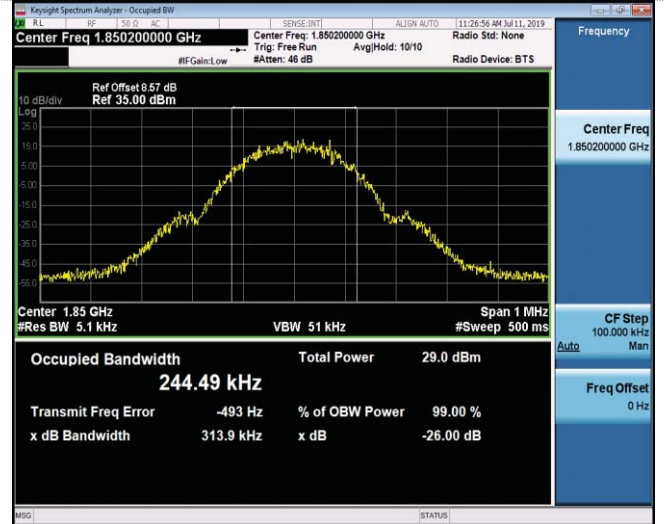 Keysight Spectrum Analyzer - Occupied BW
RL RF 50 Ω AC SENSE:INT ALIGN AUTO 11:26:56 AM Jul 11, 2019
Center Freq 1.850200000 GHz
Center Freq: 1.850200000 GHz
Radio Std: None
Trig: Free Run Avg|Hold: 10/10
#IFGain:Low #Atten: 46 dB
Radio Device: BTS
Ref Offset 8.57 dB
10 dB/div Ref 35.00 dBm
Log
25.0
15.0
5.00
-5.00
-15.0
-25.0
-35.0
-45.0
-55.0
Center 1.85 GHz Span 1 MHz
#Res BW 5.1 kHz VBW 51 kHz #Sweep 500 ms
Occupied Bandwidth Total Power 29.0 dBm
244.49 kHz
Transmit Freq Error -493 Hz % of OBW Power 99.00 %
x dB Bandwidth 313.9 kHz x dB -26.00 dB
MSG STATUS
Frequency
Center Freq
1.850200000 GHz
CF Step
100.000 kHz
Auto Man
Freq Offset
0 Hz